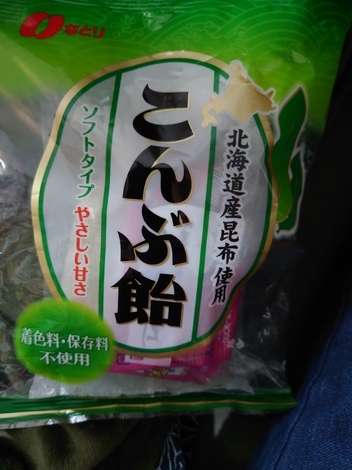 なとり
北海道産昆布使用
こんぶ飴
ソフトタイプ やさしい甘さ
着色料・保存料
不使用